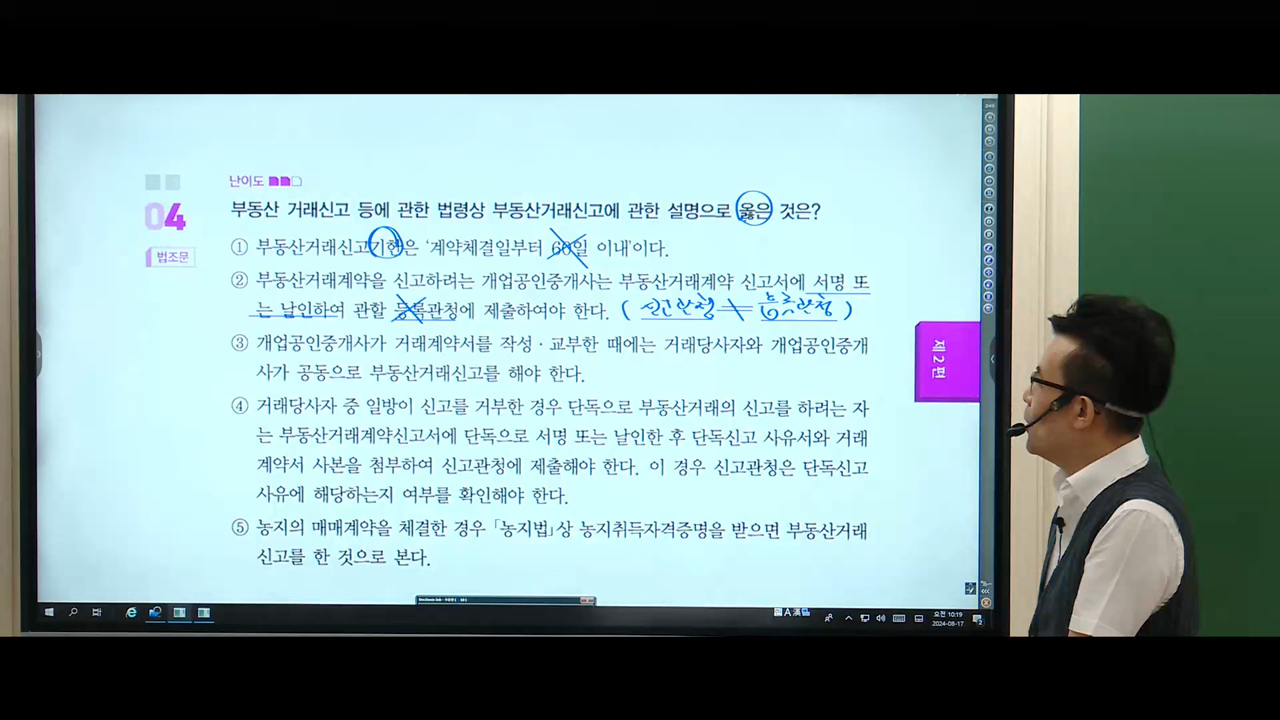 난이도
04
부동산 거래신고 등에 관한 법령상 부동산거래신고에 관한 설명으로 옳은 것은?
법조문
① 부동산거래신고기한은 '계약체결일부터 60일 이내'이다.
② 부동산거래계약을 신고하려는 개업공인중개사는 부동산거래계약 신고서에 서명 또
는 날인하여 관할 등록관청에 제출하여야 한다. ( 신고관청 = 등록관청 )
③ 개업공인중개사가 거래계약서를 작성·교부한 때에는 거래당사자와 개업공인중개
사가 공동으로 부동산거래신고를 해야 한다.
④ 거래당사자 중 일방이 신고를 거부한 경우 단독으로 부동산거래의 신고를 하려는 자
는 부동산거래계약신고서에 단독으로 서명 또는 날인한 후 단독신고 사유서와 거래
계약서 사본을 첨부하여 신고관청에 제출해야 한다. 이 경우 신고관청은 단독신고
사유에 해당하는지 여부를 확인해야 한다.
⑤ 농지의 매매계약을 체결한 경우 「농지법」상 농지취득자격증명을 받으면 부동산거래
신고를 한 것으로 본다.
제2편
A 漢
오전 10:19
2024-08-17